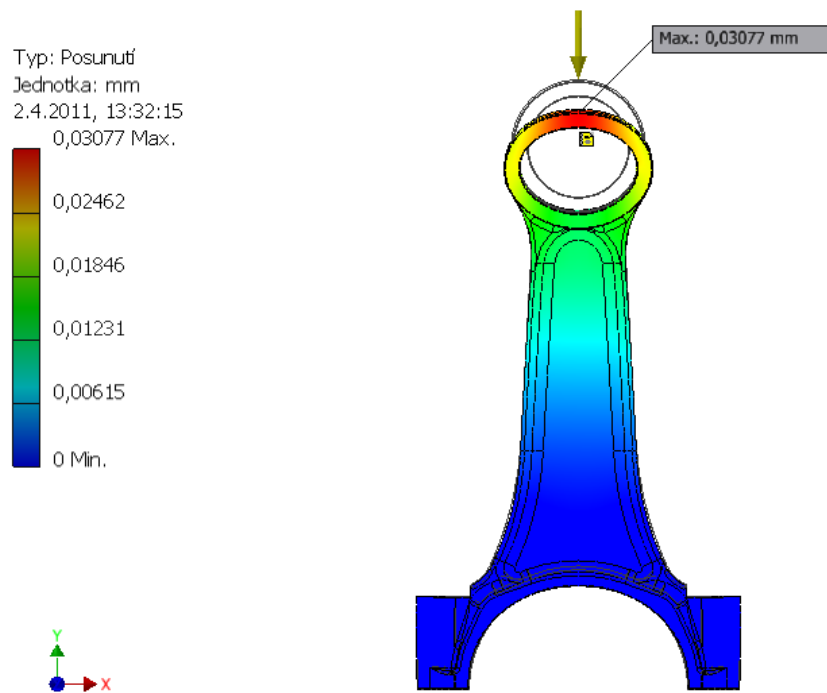 Typ: Posunutí
Jednotka: mm
2.4.2011, 13:32:15
0,03077 Max.
0,02462
0,01846
0,01231
0,00615
0 Min.
Max.: 0,03077 mm
Y
X